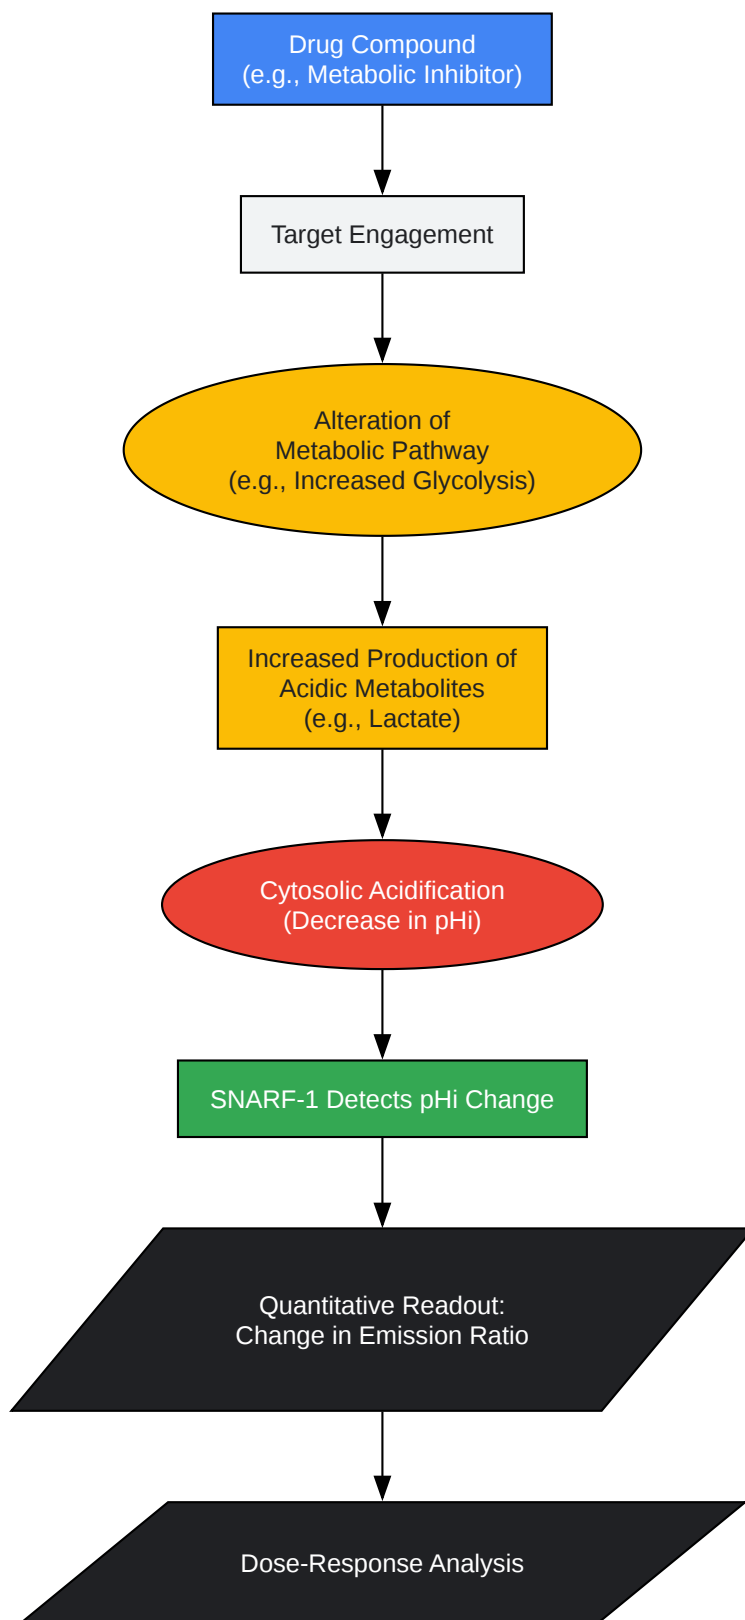 Drug Compound
(e.g., Metabolic Inhibitor)
Target Engagement
Alteration of
Metabolic Pathway
(e.g., Increased Glycolysis)
Increased Production of
Acidic Metabolites
(e.g., Lactate)
Cytosolic Acidification
(Decrease in pHi)
SNARF-1 Detects pHi Change
Quantitative Readout:
Change in Emission Ratio
Dose-Response Analysis